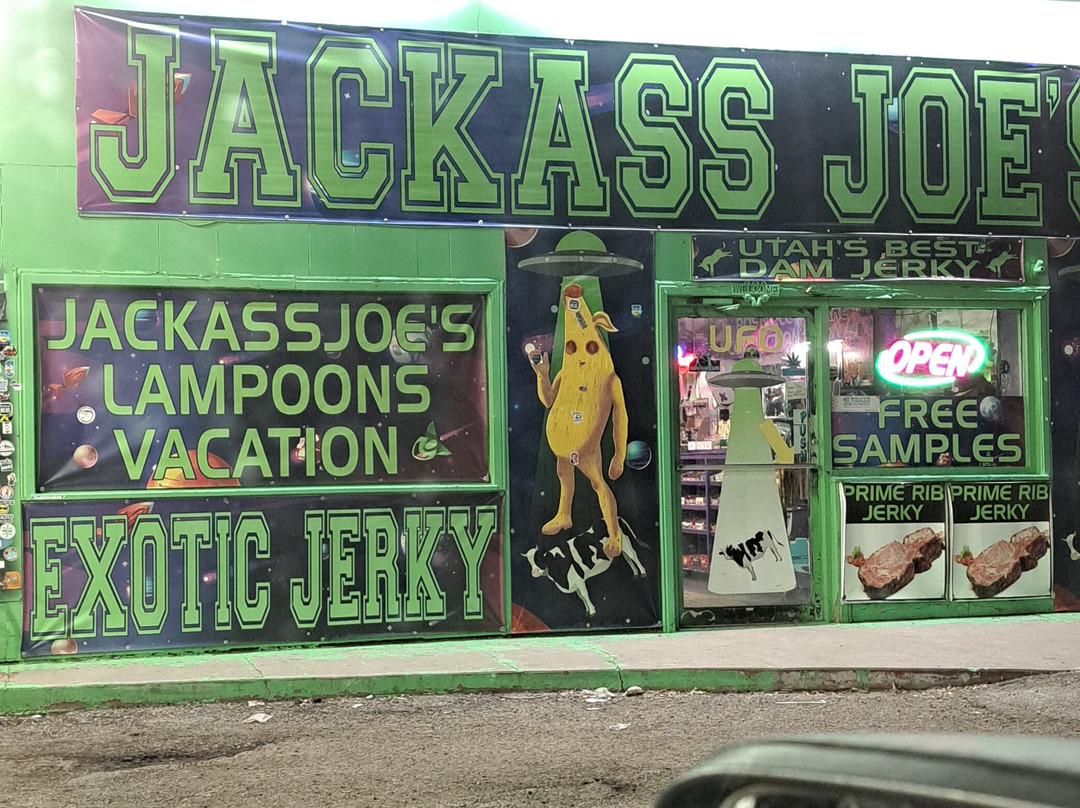 JACKASS JOE'S
UTAH'S BEST
DAM JERKY
WELCOME
JACKASSJOE'S
LAMPOONS
VACATION
EXOTIC JERKY
UFO
OPEN
FREE
SAMPLES
PRIME RIB
JERKY
PRIME RIB
JERKY